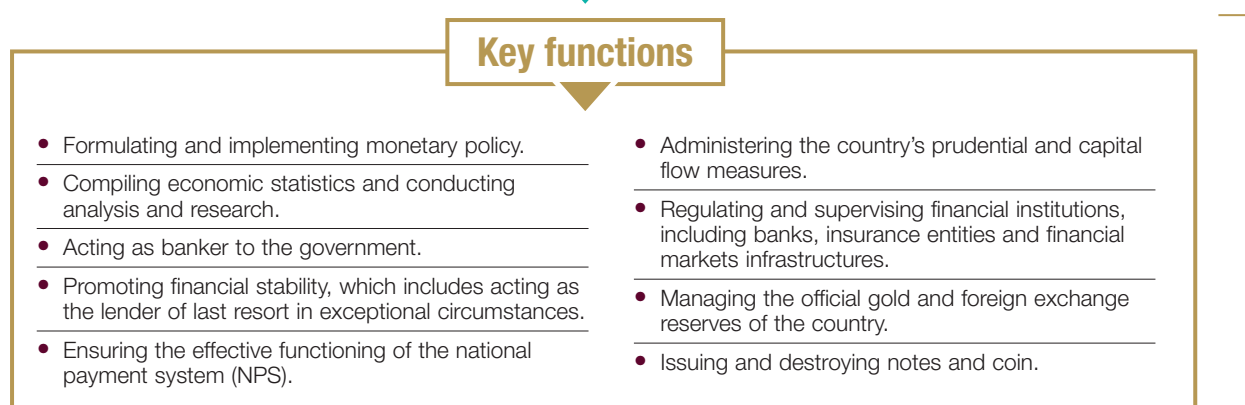 Key functions
• Formulating and implementing monetary policy.
• Compiling economic statistics and conducting
analysis and research.
• Acting as banker to the government.
• Promoting financial stability, which includes acting as
the lender of last resort in exceptional circumstances.
• Ensuring the effective functioning of the national
payment system (NPS).
• Administering the country’s prudential and capital
flow measures.
• Regulating and supervising financial institutions,
including banks, insurance entities and financial
markets infrastructures.
• Managing the official gold and foreign exchange
reserves of the country.
• Issuing and destroying notes and coin.